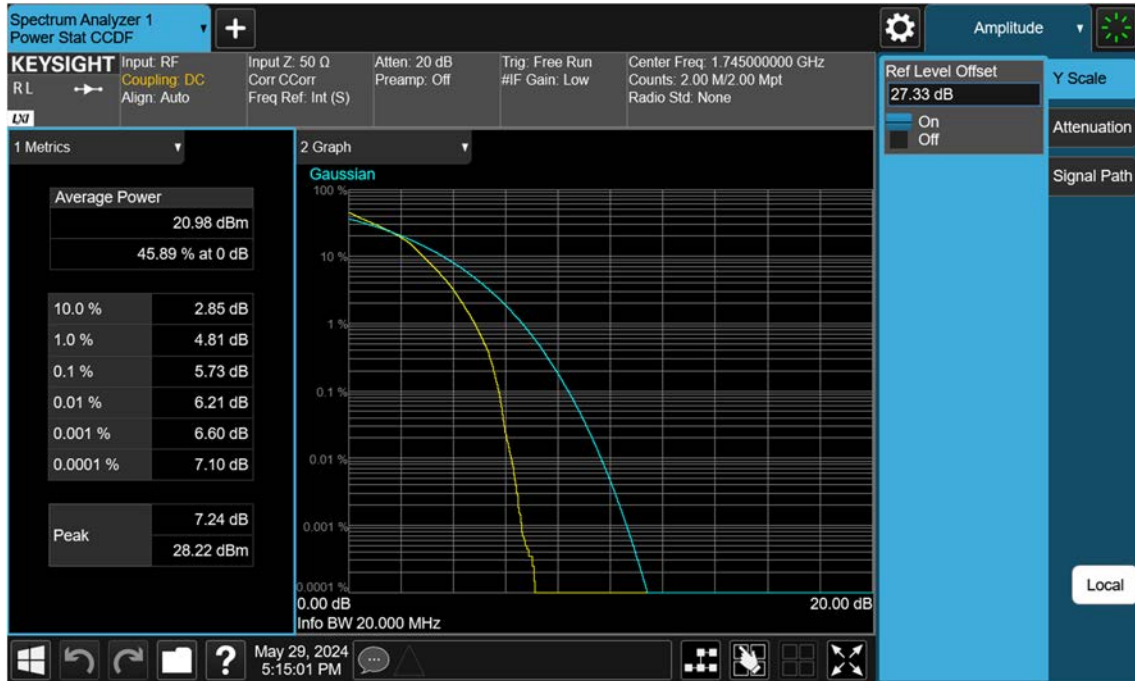 Spectrum Analyzer 1
Power Stat CCDF
Amplitude
KEYSIGHT
R L
LXI
Input: RF
Coupling: DC
Align: Auto
Input Z: 50 Ω
Corr CCorr
Freq Ref: Int (S)
Atten: 20 dB
Preamp: Off
Trig: Free Run
#IF Gain: Low
Center Freq: 1.745000000 GHz
Counts: 2.00 M/2.00 Mpt
Radio Std: None
Ref Level Offset
27.33 dB
On
Off
Y Scale
Attenuation
Signal Path
1 Metrics
Average Power
20.98 dBm
45.89 % at 0 dB
10.0 % 2.85 dB
1.0 % 4.81 dB
0.1 % 5.73 dB
0.01 % 6.21 dB
0.001 % 6.60 dB
0.0001 % 7.10 dB
Peak 7.24 dB
28.22 dBm
2 Graph
Gaussian
100 %
10 %
1 %
0.1 %
0.01 %
0.001 %
0.0001 %
0.00 dB 20.00 dB
Info BW 20.000 MHz
Local
?
May 29, 2024
5:15:01 PM